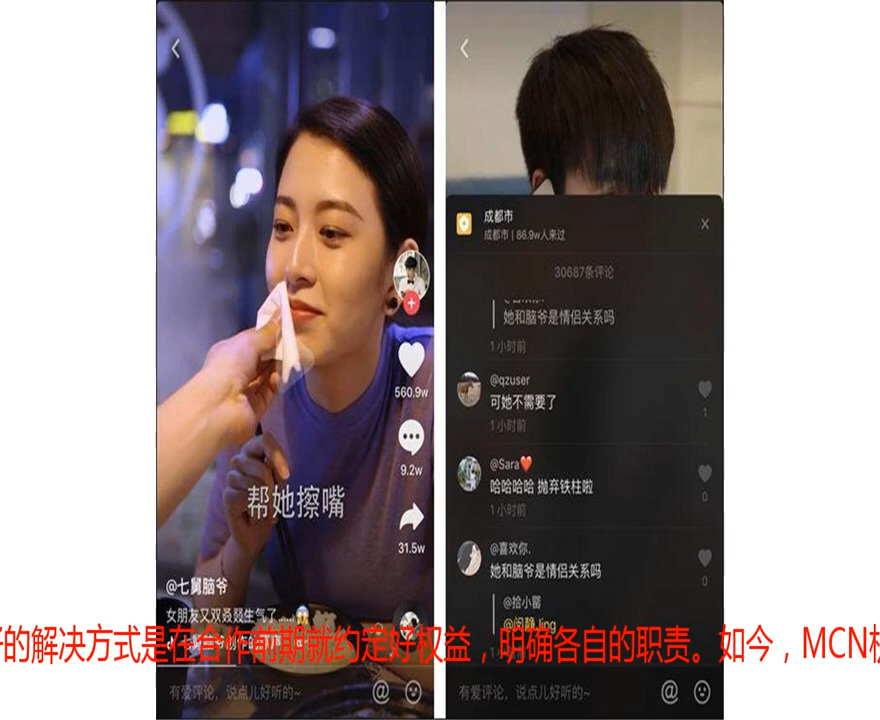 560.9w
9.2w
帮她擦嘴
31.5w
@七舅脑爷
女朋友又双叒叕生气了......😱
有爱评论，说点儿好听的~
成都市
成都市 | 86.9w人来过
30687条评论
她和脑爷是情侣关系吗
1小时前
@qzuser
可她不需要了
1
1小时前
@Sara❤️
哈哈哈哈 抛弃铁柱啦
0
1小时前
@喜欢你.
她和脑爷是情侣关系吗
0
@拾小罂
有爱评论，说点儿好听的~
的解决方式是在合作前期就约定好权益，明确各自的职责。如今，MCN